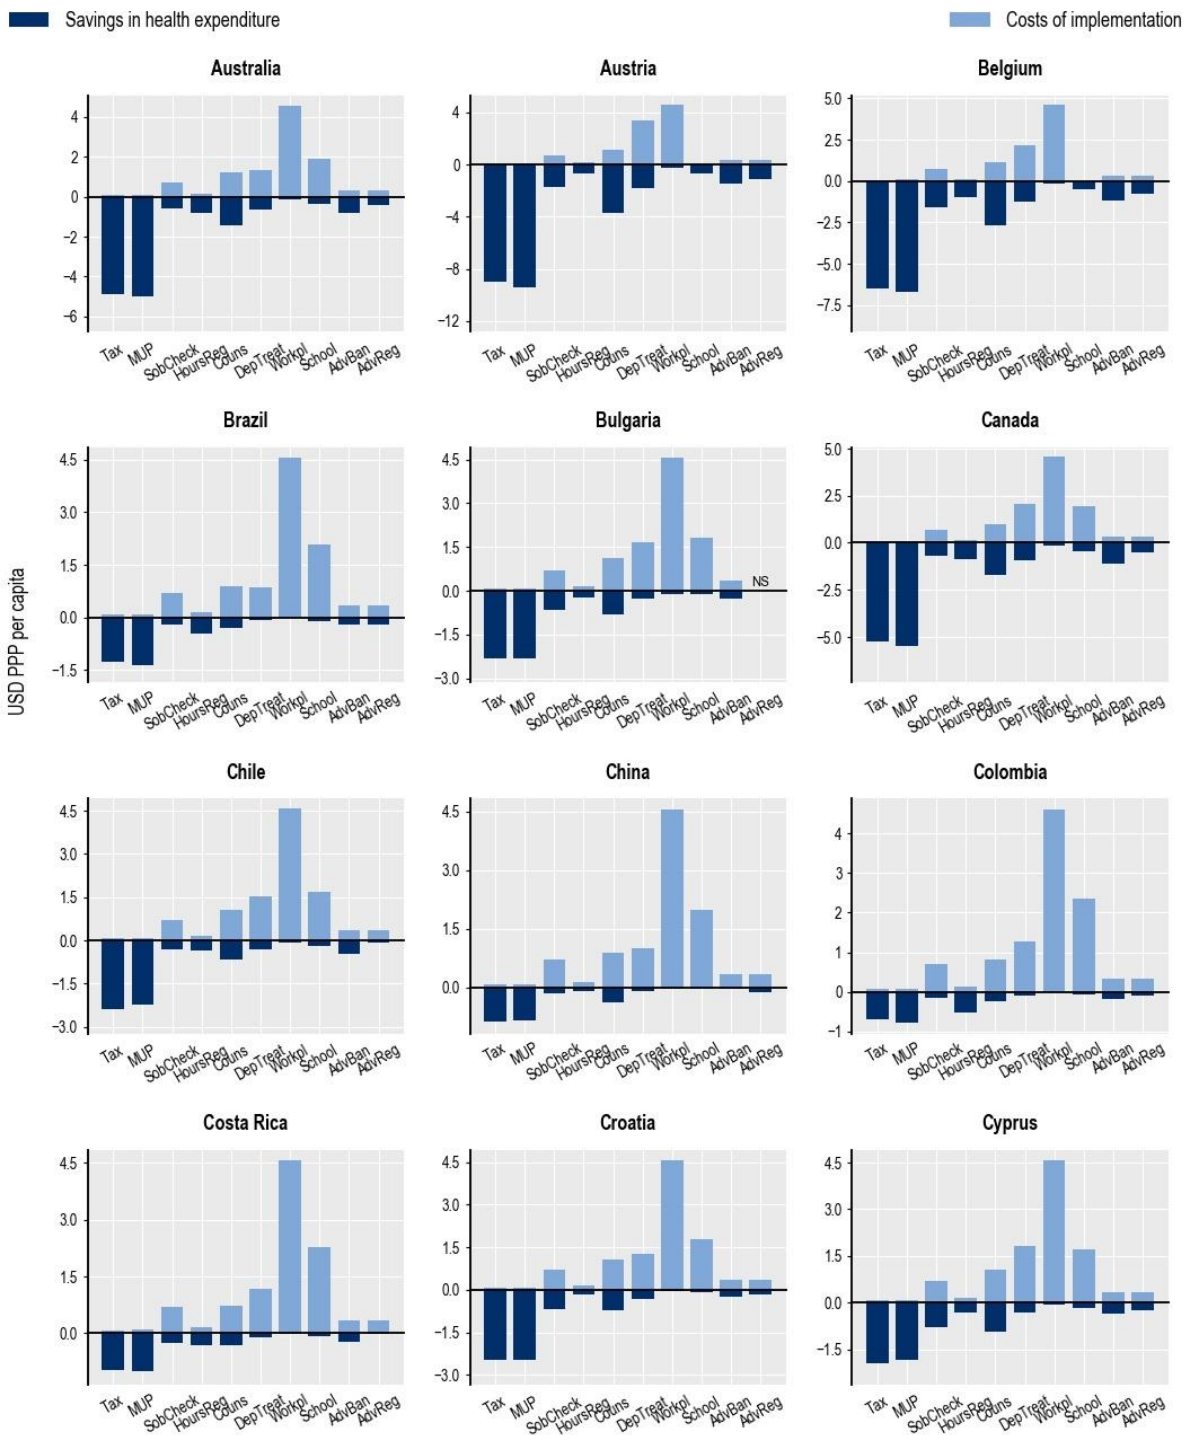 Savings in health expenditure
Costs of implementation
USD PPP per capita
Australia
4
2
0
−2
−4
−6
Tax MUP SobCheck HoursReg Couns DepTreat Workpl School AdvBan AdvReg
Austria
4
0
−4
−8
−12
Tax MUP SobCheck HoursReg Couns DepTreat Workpl School AdvBan AdvReg
Belgium
5.0
2.5
0.0
−2.5
−5.0
−7.5
Tax MUP SobCheck HoursReg Couns DepTreat Workpl School AdvBan AdvReg
Brazil
4.5
3.0
1.5
0.0
−1.5
Tax MUP SobCheck HoursReg Couns DepTreat Workpl School AdvBan AdvReg
Bulgaria
4.5
3.0
1.5
0.0
−1.5
−3.0
NS
Tax MUP SobCheck HoursReg Couns DepTreat Workpl School AdvBan AdvReg
Canada
5.0
2.5
0.0
−2.5
−5.0
Tax MUP SobCheck HoursReg Couns DepTreat Workpl School AdvBan AdvReg
Chile
4.5
3.0
1.5
0.0
−1.5
−3.0
Tax MUP SobCheck HoursReg Couns DepTreat Workpl School AdvBan AdvReg
China
4.5
3.0
1.5
0.0
Tax MUP SobCheck HoursReg Couns DepTreat Workpl School AdvBan AdvReg
Colombia
4
3
2
1
0
−1
Tax MUP SobCheck HoursReg Couns DepTreat Workpl School AdvBan AdvReg
Costa Rica
4.5
3.0
1.5
0.0
Tax MUP SobCheck HoursReg Couns DepTreat Workpl School AdvBan AdvReg
Croatia
4.5
3.0
1.5
0.0
−1.5
−3.0
Tax MUP SobCheck HoursReg Couns DepTreat Workpl School AdvBan AdvReg
Cyprus
4.5
3.0
1.5
0.0
−1.5
Tax MUP SobCheck HoursReg Couns DepTreat Workpl School AdvBan AdvReg